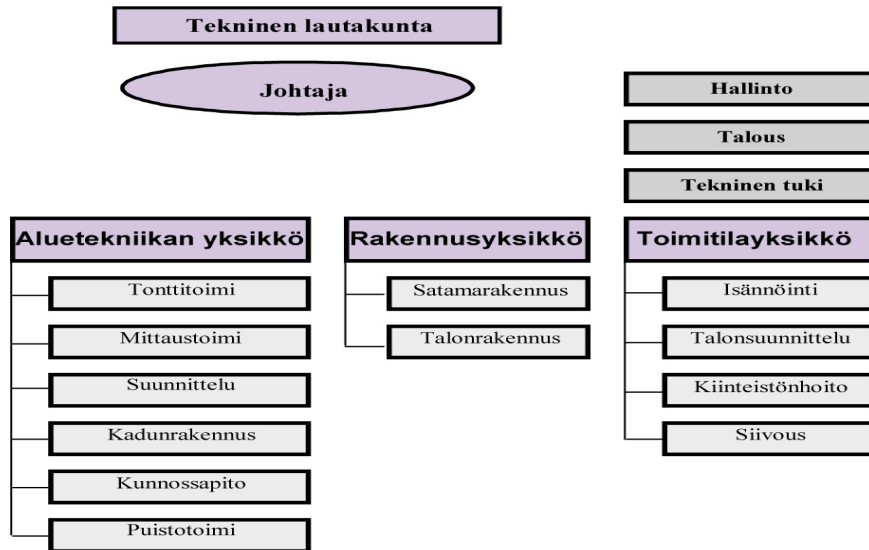 Tekninen lautakunta
Johtaja
Hallinto
Talous
Tekninen tuki
Aluetekniikan yksikkö
Tonttitoimi
Mittaustoimi
Suunnittelu
Kadunrakennus
Kunnossapito
Puistotoimi
Rakennusyksikkö
Satamarakennus
Talonrakennus
Toimitilayksikkö
Isännöinti
Talonsuunnittelu
Kiinteistönhoito
Siivous